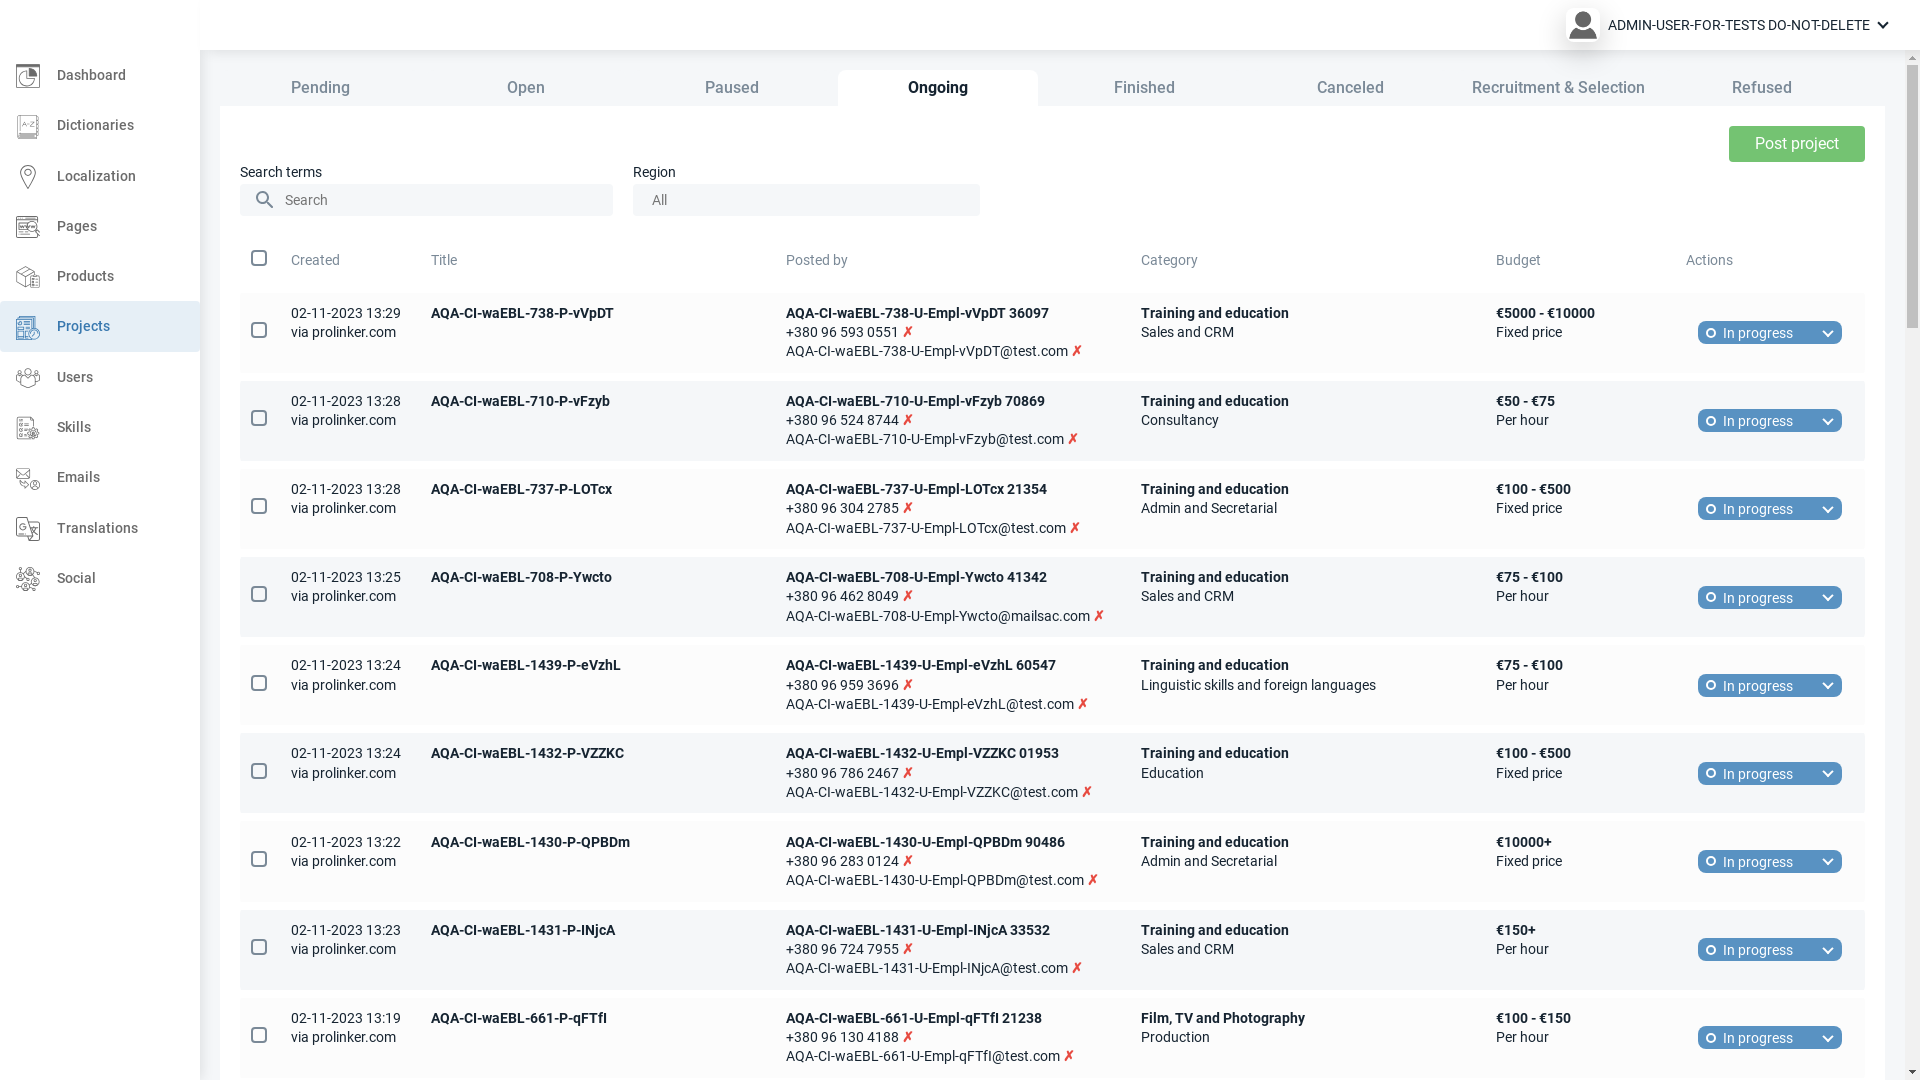 ADMIN-USER-FOR-TESTS DO-NOT-DELETE
Dashboard
Dictionaries
Localization
Pages
Products
Projects
Users
Skills
Emails
Translations
Social
Pending Open Paused Ongoing Finished Canceled Recruitment & Selection Refused
Post project
Search terms Region
Search All
Created Title Posted by Category Budget Actions
02-11-2023 13:29 AQA-CI-waEBL-738-P-vVpDT AQA-CI-waEBL-738-U-Empl-vVpDT 36097 Training and education €5000 - €10000
via prolinker.com +380 96 593 0551 ✗ Sales and CRM Fixed price In progress
AQA-CI-waEBL-738-U-Empl-vVpDT@test.com ✗
02-11-2023 13:28 AQA-CI-waEBL-710-P-vFzyb AQA-CI-waEBL-710-U-Empl-vFzyb 70869 Training and education €50 - €75
via prolinker.com +380 96 524 8744 ✗ Consultancy Per hour In progress
AQA-CI-waEBL-710-U-Empl-vFzyb@test.com ✗
02-11-2023 13:28 AQA-CI-waEBL-737-P-LOTcx AQA-CI-waEBL-737-U-Empl-LOTcx 21354 Training and education €100 - €500
via prolinker.com +380 96 304 2785 ✗ Admin and Secretarial Fixed price In progress
AQA-CI-waEBL-737-U-Empl-LOTcx@test.com ✗
02-11-2023 13:25 AQA-CI-waEBL-708-P-Ywcto AQA-CI-waEBL-708-U-Empl-Ywcto 41342 Training and education €75 - €100
via prolinker.com +380 96 462 8049 ✗ Sales and CRM Per hour In progress
AQA-CI-waEBL-708-U-Empl-Ywcto@mailsac.com ✗
02-11-2023 13:24 AQA-CI-waEBL-1439-P-eVzhL AQA-CI-waEBL-1439-U-Empl-eVzhL 60547 Training and education €75 - €100
via prolinker.com +380 96 959 3696 ✗ Linguistic skills and foreign languages Per hour In progress
AQA-CI-waEBL-1439-U-Empl-eVzhL@test.com ✗
02-11-2023 13:24 AQA-CI-waEBL-1432-P-VZZKC AQA-CI-waEBL-1432-U-Empl-VZZKC 01953 Training and education €100 - €500
via prolinker.com +380 96 786 2467 ✗ Education Fixed price In progress
AQA-CI-waEBL-1432-U-Empl-VZZKC@test.com ✗
02-11-2023 13:22 AQA-CI-waEBL-1430-P-QPBDm AQA-CI-waEBL-1430-U-Empl-QPBDm 90486 Training and education €10000+
via prolinker.com +380 96 283 0124 ✗ Admin and Secretarial Fixed price In progress
AQA-CI-waEBL-1430-U-Empl-QPBDm@test.com ✗
02-11-2023 13:23 AQA-CI-waEBL-1431-P-INjcA AQA-CI-waEBL-1431-U-Empl-INjcA 33532 Training and education €150+
via prolinker.com +380 96 724 7955 ✗ Sales and CRM Per hour In progress
AQA-CI-waEBL-1431-U-Empl-INjcA@test.com ✗
02-11-2023 13:19 AQA-CI-waEBL-661-P-qFTfI AQA-CI-waEBL-661-U-Empl-qFTfI 21238 Film, TV and Photography €100 - €150
via prolinker.com +380 96 130 4188 ✗ Production Per hour In progress
AQA-CI-waEBL-661-U-Empl-qFTfI@test.com ✗